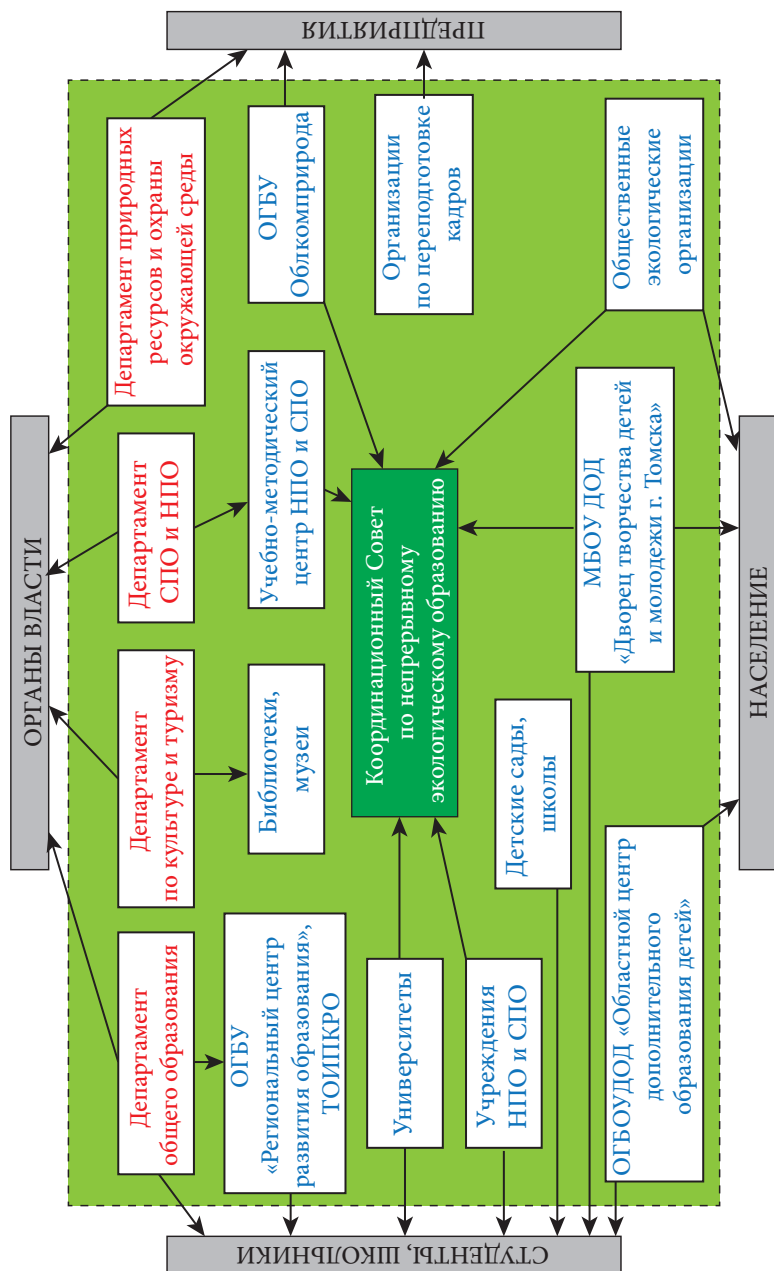 ОРГАНЫ ВЛАСТИ
СТУДЕНТЫ, ШКОЛЬНИКИ
ПРЕДПРИЯТИЯ
Департамент
общего образования
Департамент
по культуре и туризму
Департамент
СПО и НПО
Департамент природных
ресурсов и охраны
окружающей среды
ОГБУ
«Региональный центр
развития образования»,
ТОИПКРО
Библиотеки,
музеи
Учебно-методический
центр НПО и СПО
ОГБУ
Облкомприрода
Университеты
Координационный Совет
по непрерывному
экологическому образованию
Организации
по переподготовке
кадров
Учреждения
НПО и СПО
Детские сады,
школы
ОГБОУДОД «Областной центр
дополнительного
образования детей»
МБОУ ДОД
«Дворец творчества детей
и молодежи г. Томска»
Общественные
экологические
организации
НАСЕЛЕНИЕ